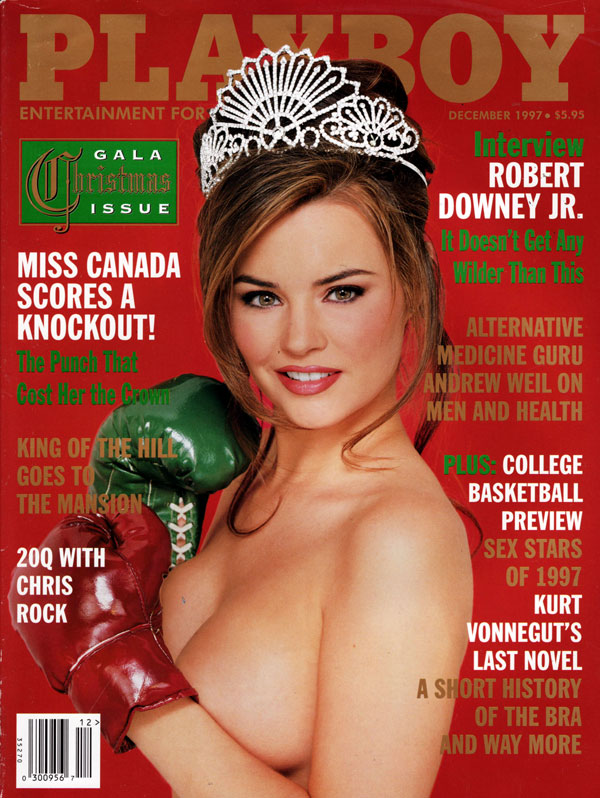 PLAYBOY
ENTERTAINMENT FOR
DECEMBER 1997 • $5.95
GALA
Christmas
ISSUE
MISS CANADA
SCORES A
KNOCKOUT!
The Punch That
Cost Her the Crown
KING OF THE HILL
GOES TO
THE MANSION
20Q WITH
CHRIS
ROCK
Interview
ROBERT
DOWNEY JR.
It Doesn't Get Any
Wilder Than This
ALTERNATIVE
MEDICINE GURU
ANDREW WEIL ON
MEN AND HEALTH
PLUS: COLLEGE
BASKETBALL
PREVIEW
SEX STARS
OF 1997
KURT
VONNEGUT'S
LAST NOVEL
A SHORT HISTORY
OF THE BRA
AND WAY MORE
12>
35270
0 300956 7